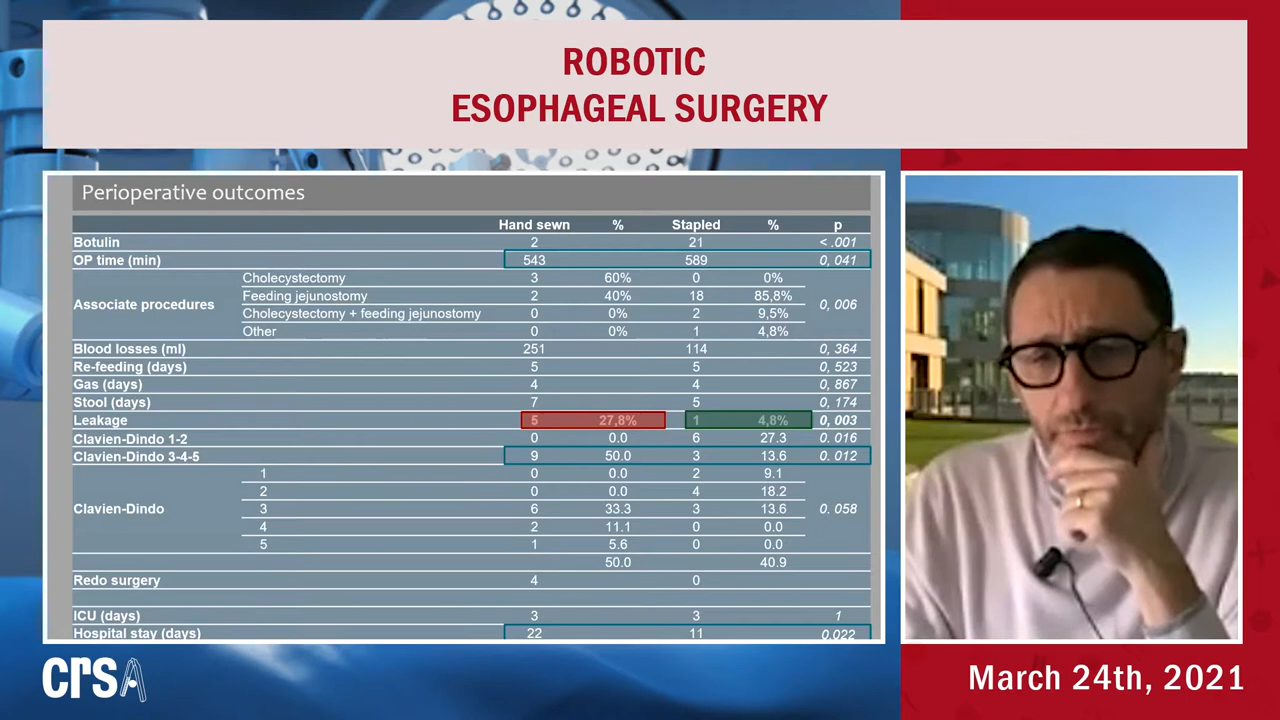 ROBOTIC
ESOPHAGEAL SURGERY
Perioperative outcomes
Hand sewn % Stapled % p
Botulin 2 21 < .001
OP time (min) 543 589 0, 041
Associate procedures
Cholecystectomy 3 60% 0 0%
Feeding jejunostomy 2 40% 18 85,8%
0, 006
Cholecystectomy + feeding jejunostomy 0 0% 2 9,5%
Other 0 0% 1 4,8%
Blood losses (ml) 251 114 0, 364
Re-feeding (days) 5 5 0, 523
Gas (days) 4 4 0, 867
Stool (days) 7 5 0, 174
Leakage 5 27,8% 1 4,8% 0, 003
Clavien-Dindo 1-2 0 0.0 6 27.3 0. 016
Clavien-Dindo 3-4-5 9 50.0 3 13.6 0. 012
Clavien-Dindo
1 0 0.0 2 9.1
2 0 0.0 4 18.2
3 6 33.3 3 13.6 0. 058
4 2 11.1 0 0.0
5 1 5.6 0 0.0
50.0 40.9
Redo surgery 4 0
ICU (days) 3 3 1
Hospital stay (days) 22 11 0.022
crsA
March 24th, 2021